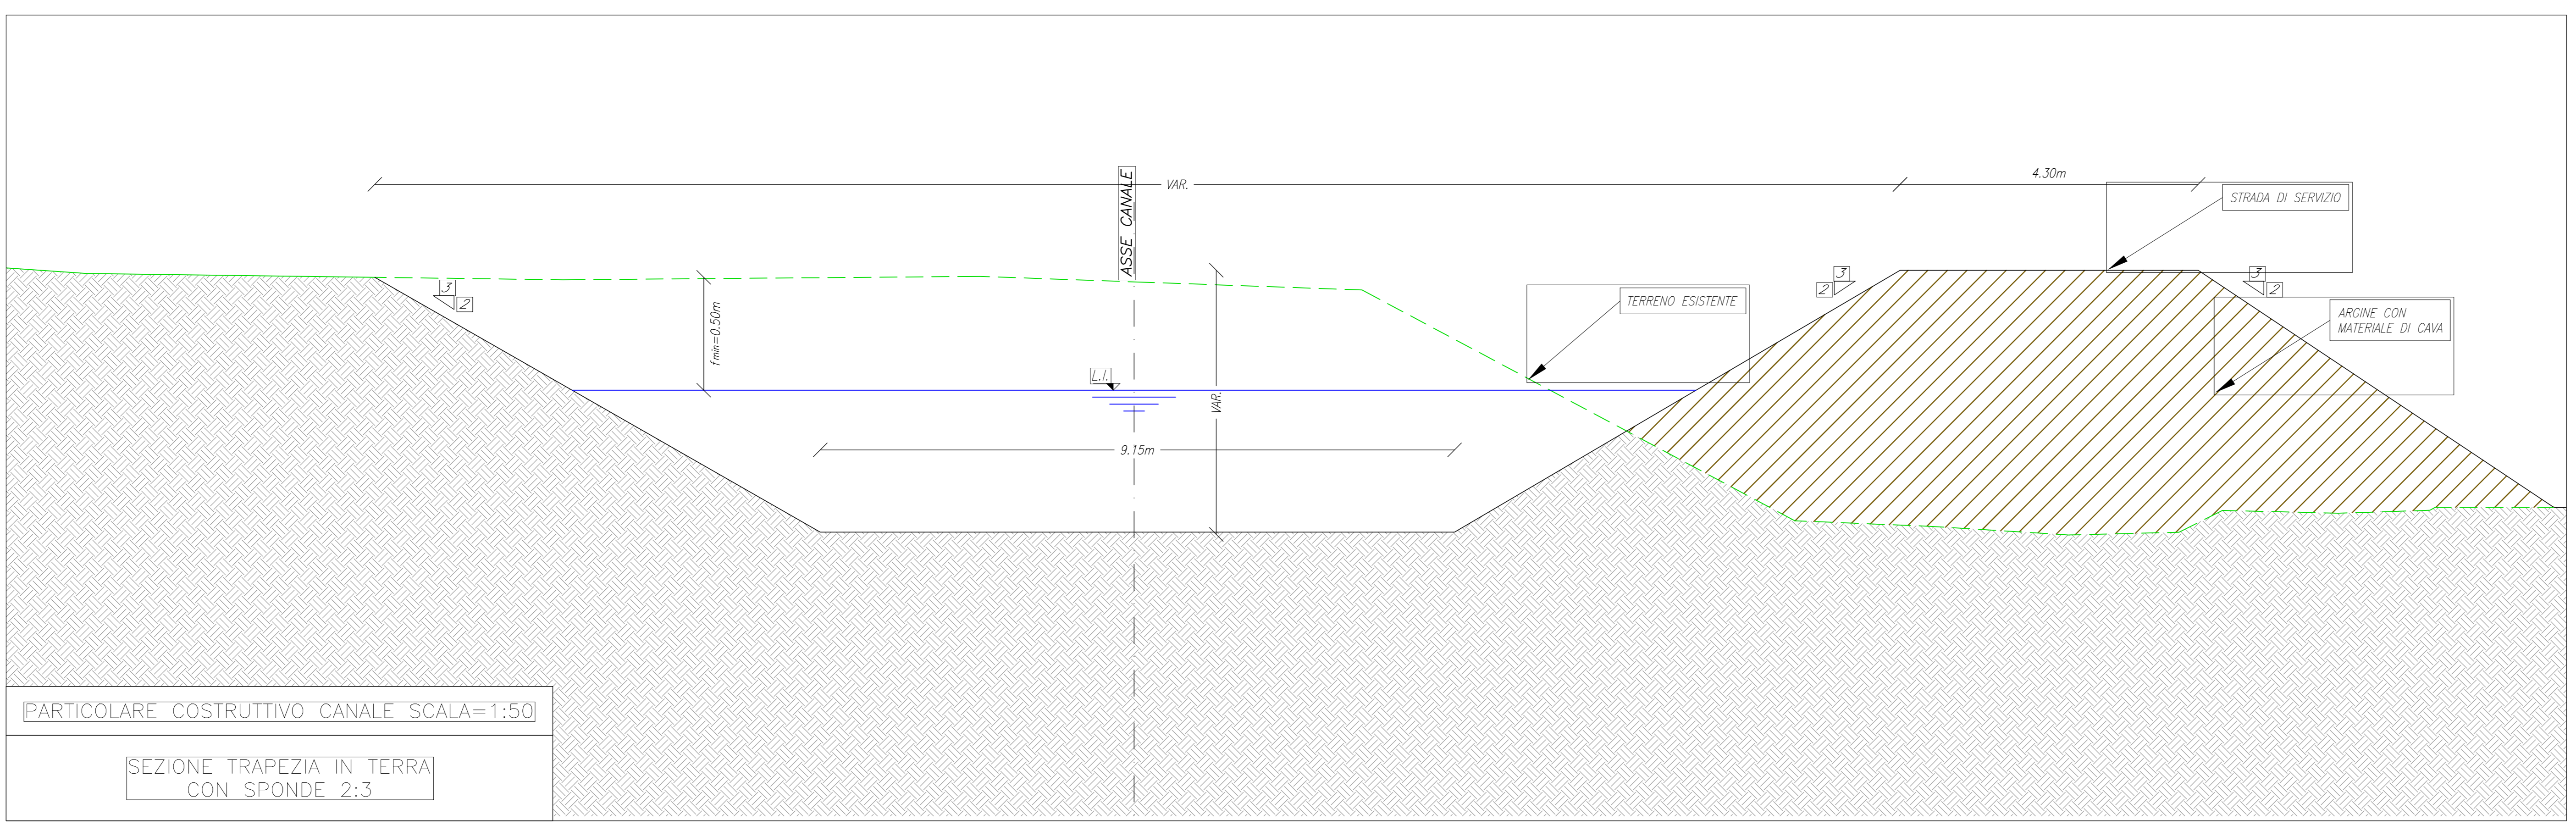 ASSE CANALE
VAR.
4.30m
STRADA DI SERVIZIO
3
2
3
2
3
2
TERRENO ESISTENTE
ARGINE CON
MATERIALE DI CAVA
f min=0.50m
L.I.
VAR.
9.15m
PARTICOLARE COSTRUTTIVO CANALE SCALA=1:50
SEZIONE TRAPEZIA IN TERRA
CON SPONDE 2:3